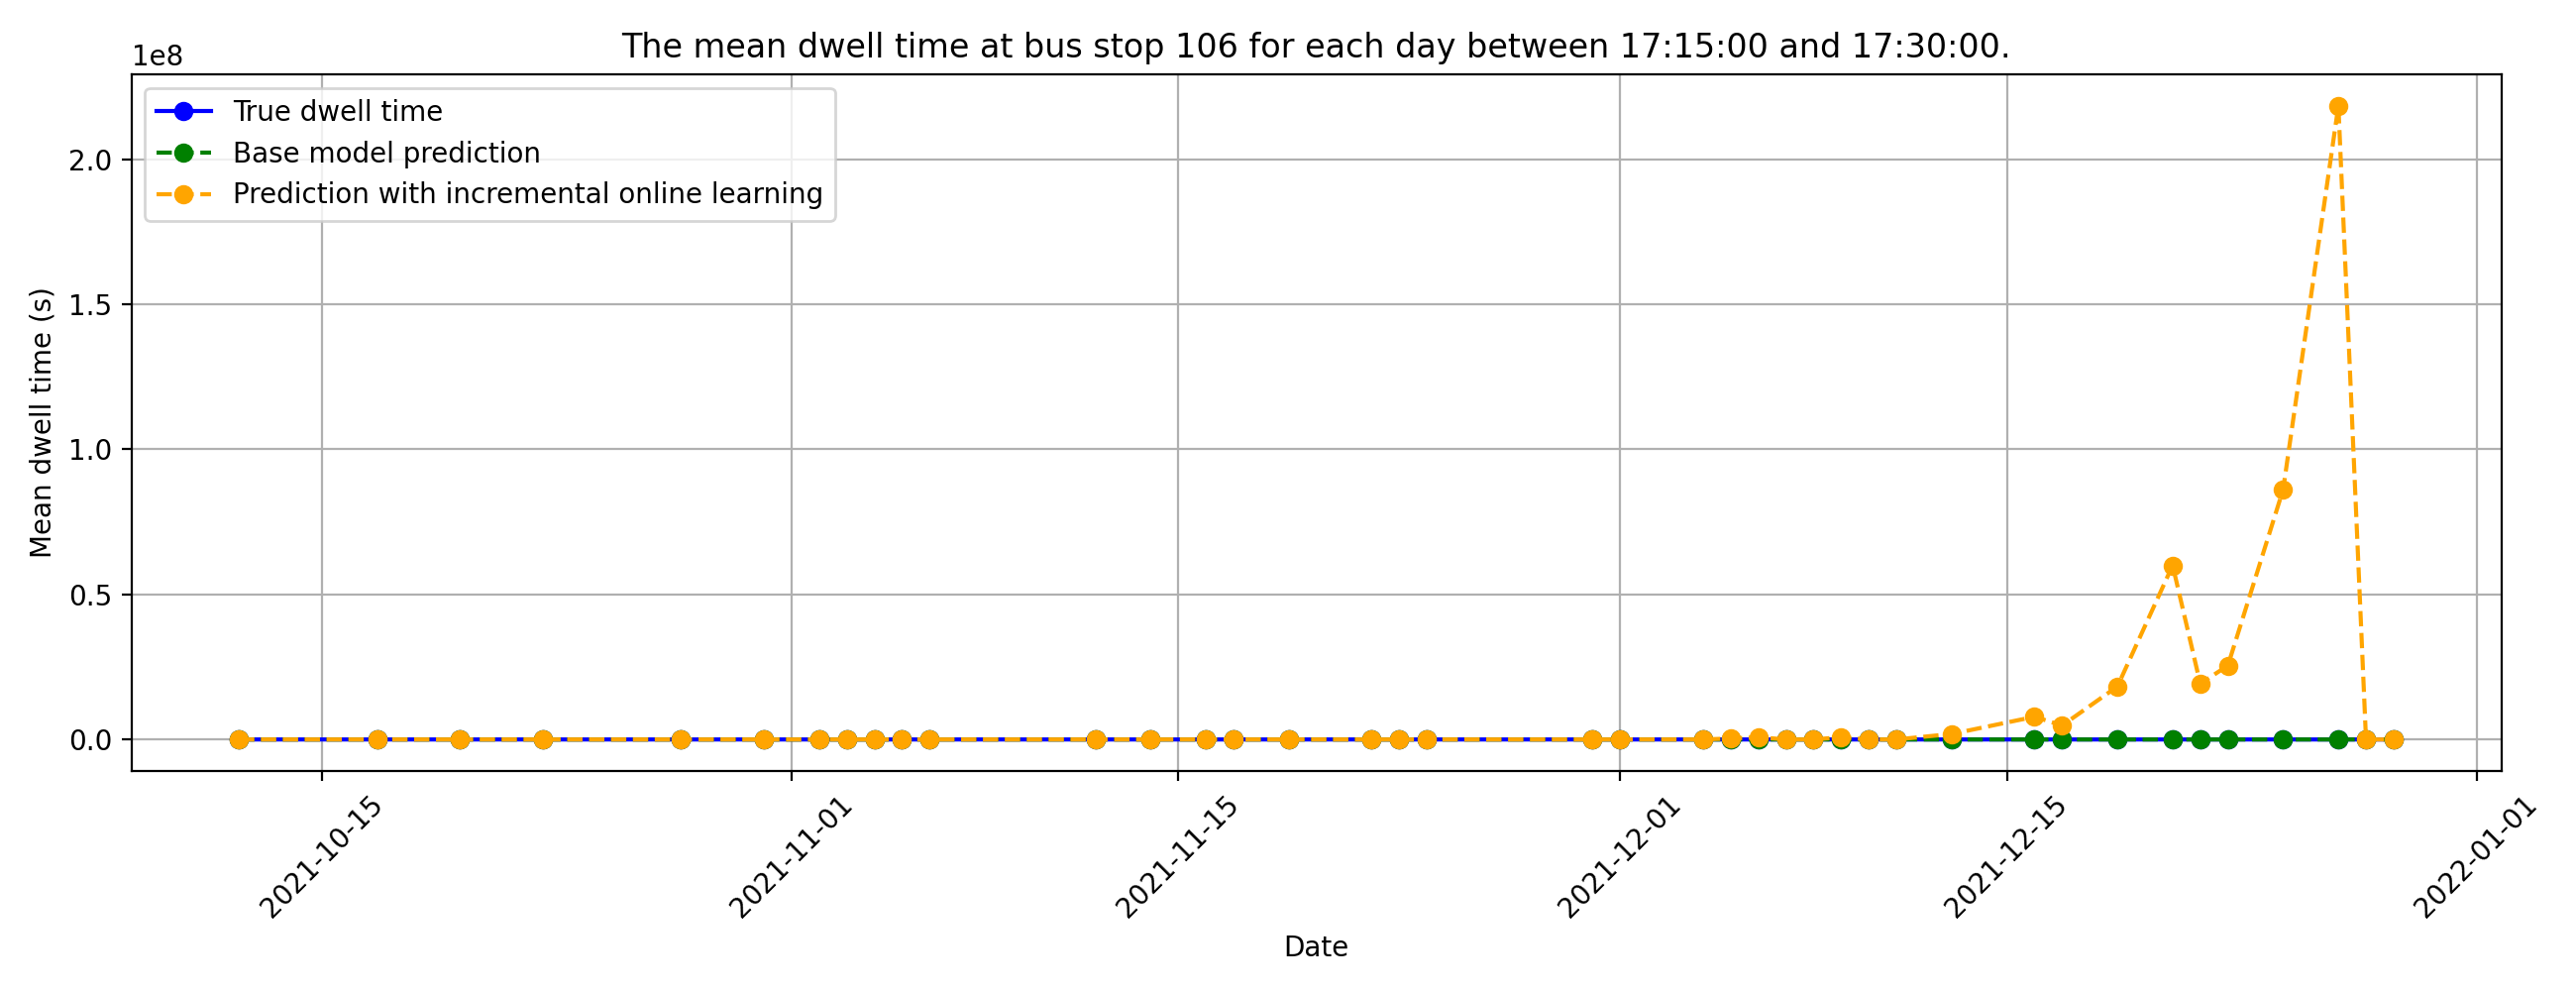 The mean dwell time at bus stop 106 for each day between 17:15:00 and 17:30:00.
1e8
True dwell time
Base model prediction
Prediction with incremental online learning
Mean dwell time (s)
2.0
1.5
1.0
0.5
0.0
2021-10-15
2021-11-01
2021-11-15
2021-12-01
2021-12-15
2022-01-01
Date